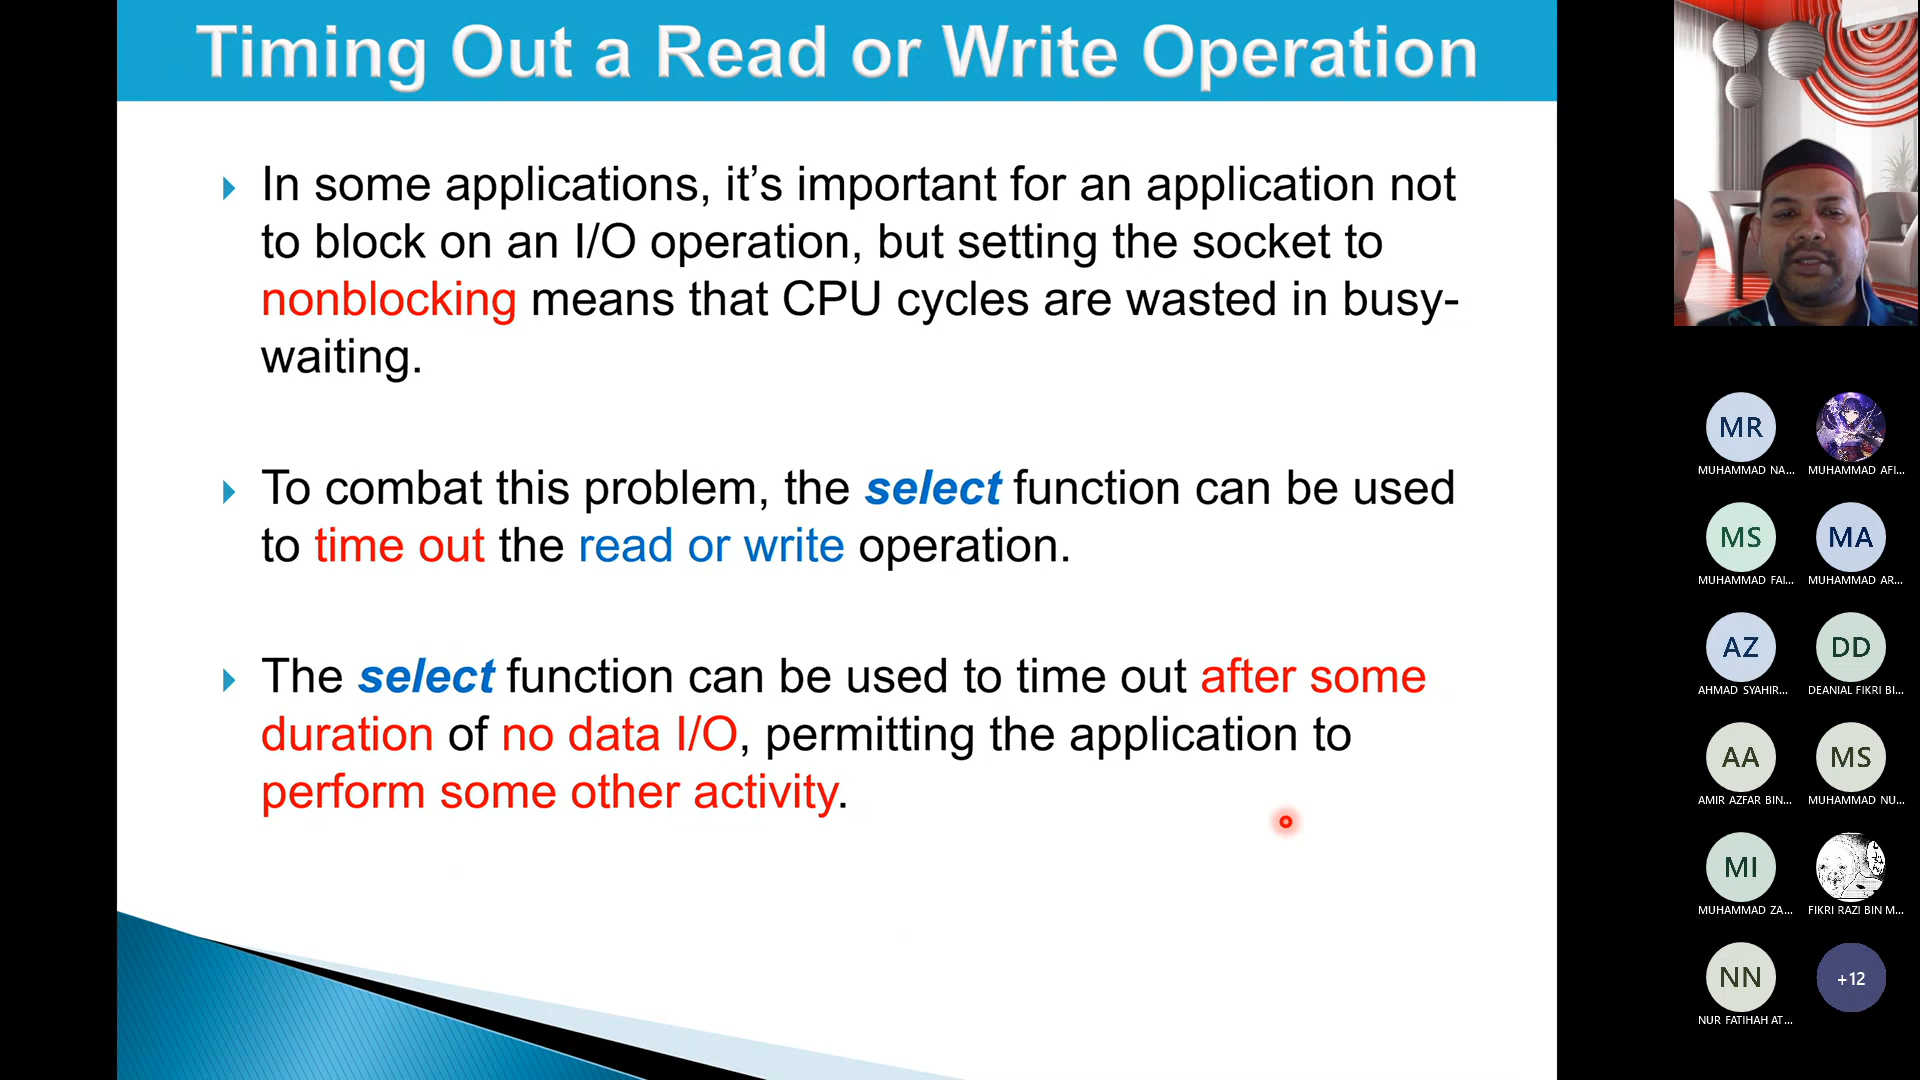 Timing Out a Read or Write Operation
In some applications, it’s important for an application not
to block on an I/O operation, but setting the socket to
nonblocking means that CPU cycles are wasted in busy-
waiting.
To combat this problem, the select function can be used
to time out the read or write operation.
The select function can be used to time out after some
duration of no data I/O, permitting the application to
perform some other activity.
MR
MUHAMMAD NA...
MUHAMMAD AFI...
MS
MUHAMMAD FAI...
MA
MUHAMMAD AR...
AZ
AHMAD SYAHIR...
DD
DEANIAL FIKRI BI...
AA
AMIR AZFAR BIN...
MS
MUHAMMAD NU...
MI
MUHAMMAD ZA...
FIKRI RAZI BIN M...
NN
NUR FATIHAH AT...
+12